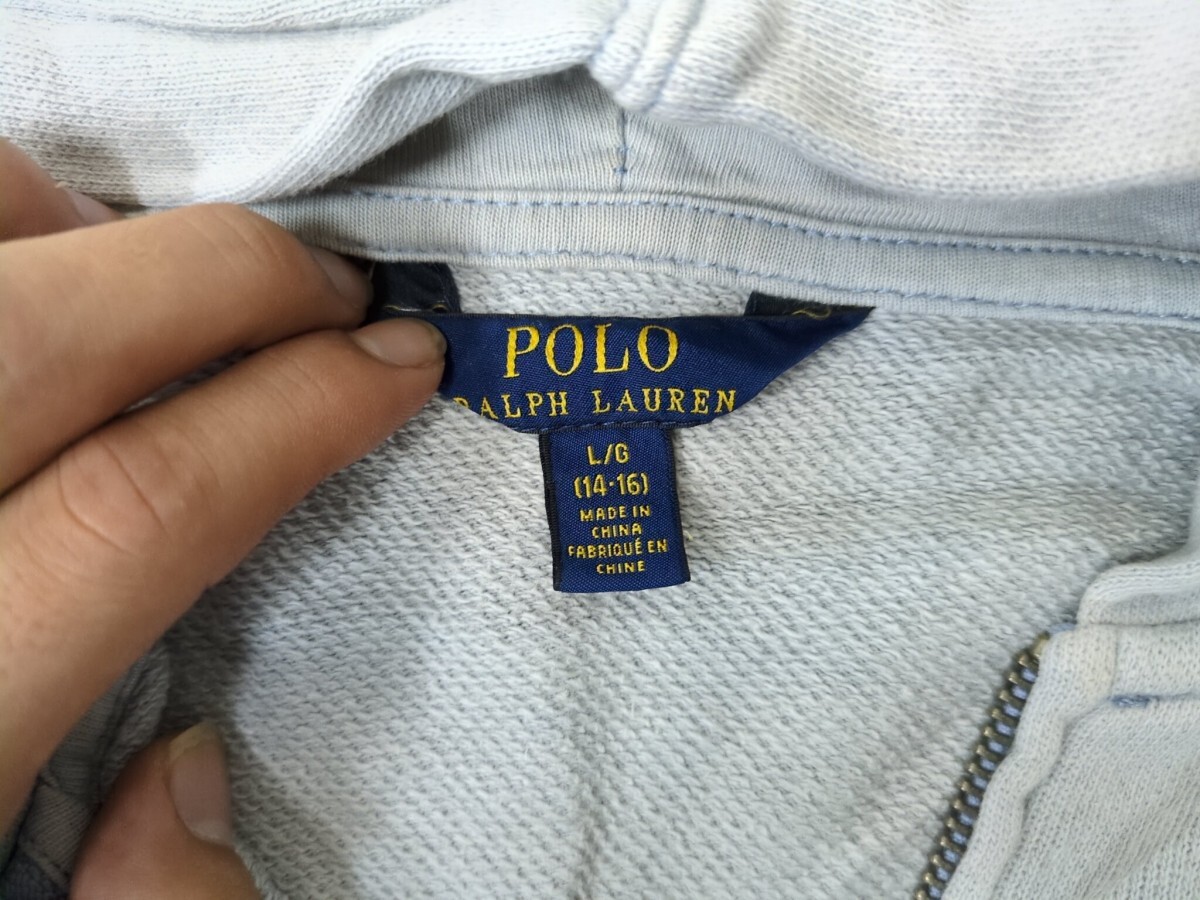 POLO
RALPH LAUREN
L/G
(14·16)
MADE IN
CHINA
FABRIQUÉ EN
CHINE